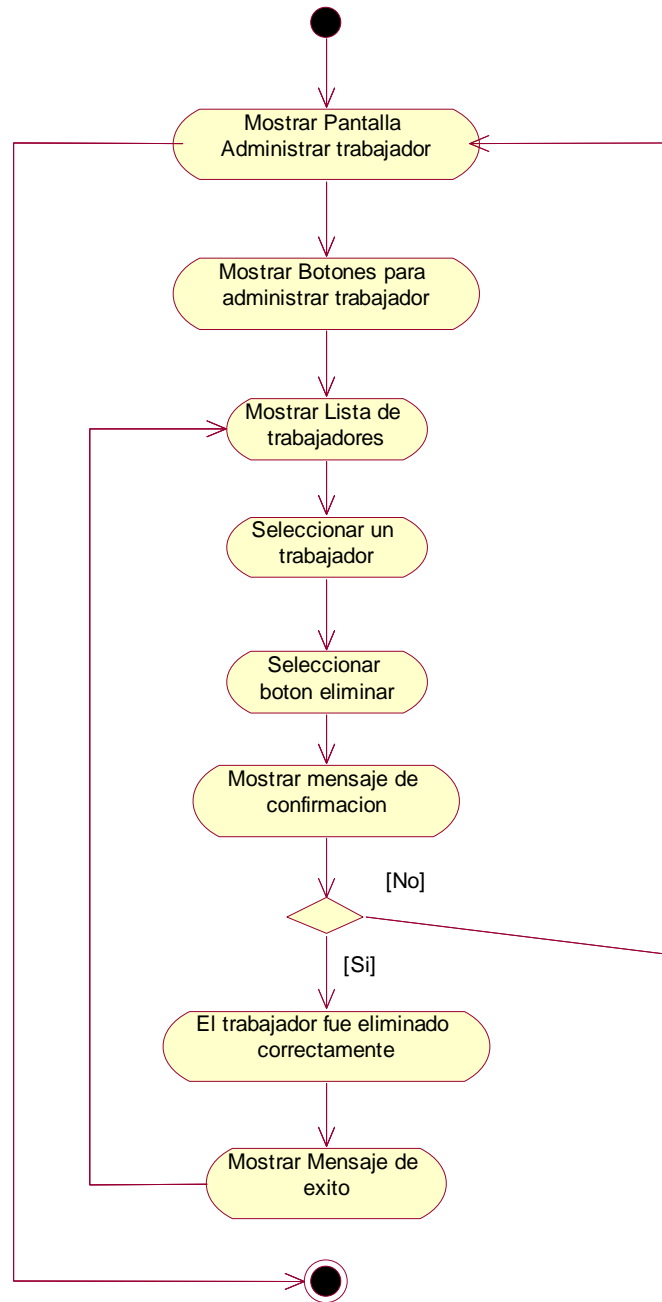 Mostrar Pantalla
Administrar trabajador
Mostrar Botones para
administrar trabajador
Mostrar Lista de
trabajadores
Seleccionar un
trabajador
Seleccionar
boton eliminar
Mostrar mensaje de
confirmacion
[No]
[Si]
El trabajador fue eliminado
correctamente
Mostrar Mensaje de
exito